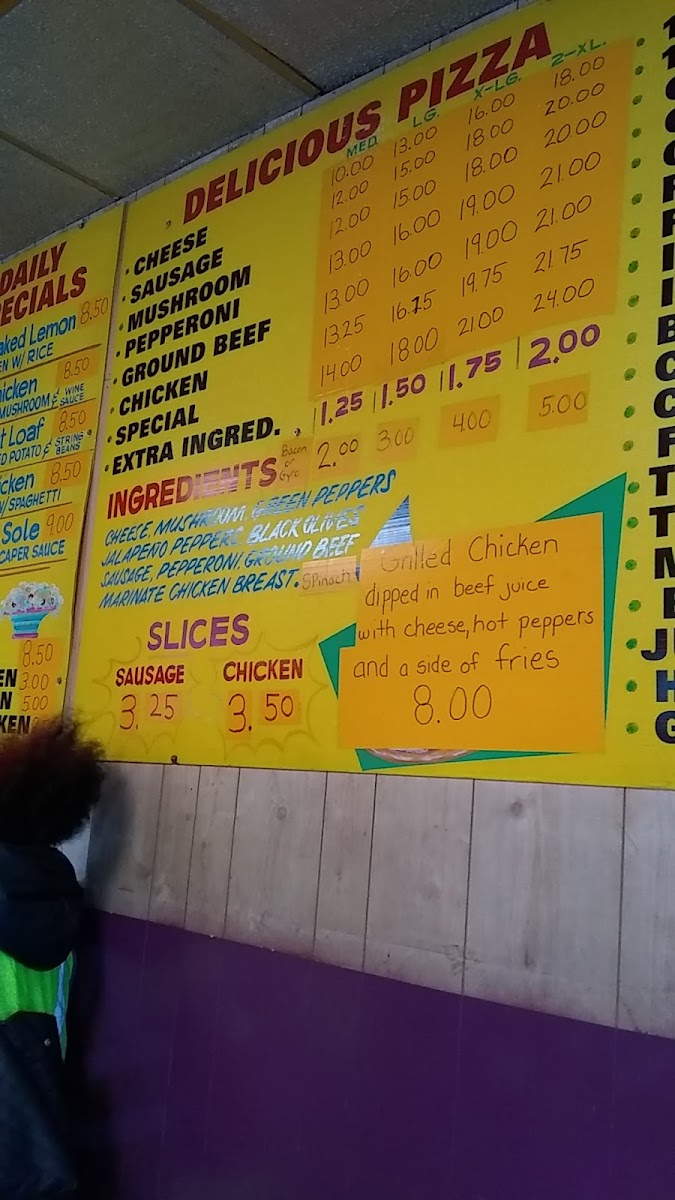 DAILY
SPECIALS
aked Lemon 8.50
EN W/ RICE
hicken 8.50
MUSHROOM & WINE SAUCE
t Loaf 8.50
ED POTATO & STRING BEANS
cken 8.50
W/SPAGHETTI
Sole 9.00
CAPER SAUCE
8.50
EN 3.00
N 5.00
KEN
DELICIOUS PIZZA
MED. LG. X-LG. 2-XL.
• CHEESE 10.00 13.00 16.00 18.00
• SAUSAGE 12.00 15.00 18.00 20.00
• MUSHROOM 12.00 15.00 18.00 20.00
• PEPPERONI 13.00 16.00 19.00 21.00
• GROUND BEEF 13.00 16.00 19.00 21.00
• CHICKEN 13.25 16.75 19.75 21.75
• SPECIAL 14.00 18.00 21.00 24.00
• EXTRA INGRED. 1.25 1.50 1.75 2.00
Bacon or Gyro 2.00 3.00 4.00 5.00
INGREDIENTS
CHEESE, MUSHROOM, GREEN PEPPERS
JALAPENO PEPPERS, BLACK OLIVES
SAUSAGE, PEPPERONI, GROUND BEEF
MARINATE CHICKEN BREAST. Spinach
SLICES
SAUSAGE CHICKEN
3.25 3.50
Grilled Chicken
dipped in beef juice
with cheese, hot peppers
and a side of fries
8.00